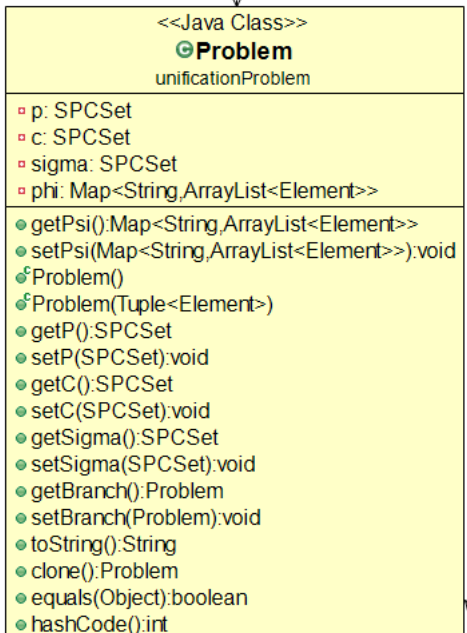 <<Java Class>>
Problem
unificationProblem
p: SPCSet
c: SPCSet
sigma: SPCSet
phi: Map<String,ArrayList<Element>>
getPsi():Map<String,ArrayList<Element>>
setPsi(Map<String,ArrayList<Element>>):void
Problem()
Problem(Tuple<Element>)
getP():SPCSet
setP(SPCSet):void
getC():SPCSet
setC(SPCSet):void
getSigma():SPCSet
setSigma(SPCSet):void
getBranch():Problem
setBranch(Problem):void
toString():String
clone():Problem
equals(Object):boolean
hashCode():int